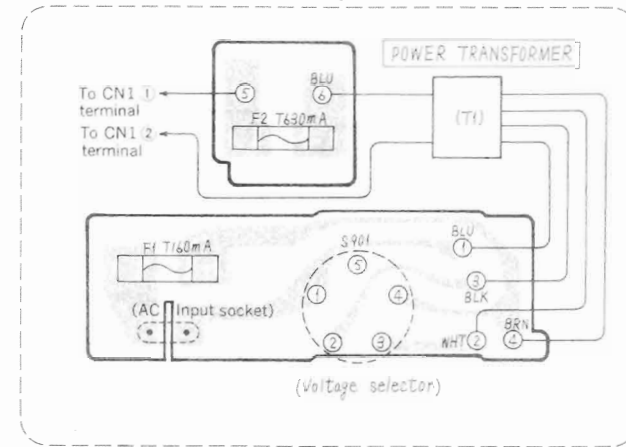 POWER TRANSFORMER
BLU
To CN1 ①
terminal
⑤
⑥
F2 T630mA
(T1)
To CN1 ②
terminal
F1 T160mA
S901
BLU
①
⑤
③
BLK
①
④
(AC Input socket)
BRN
②
③
WHT ②
④
(Voltage selector)